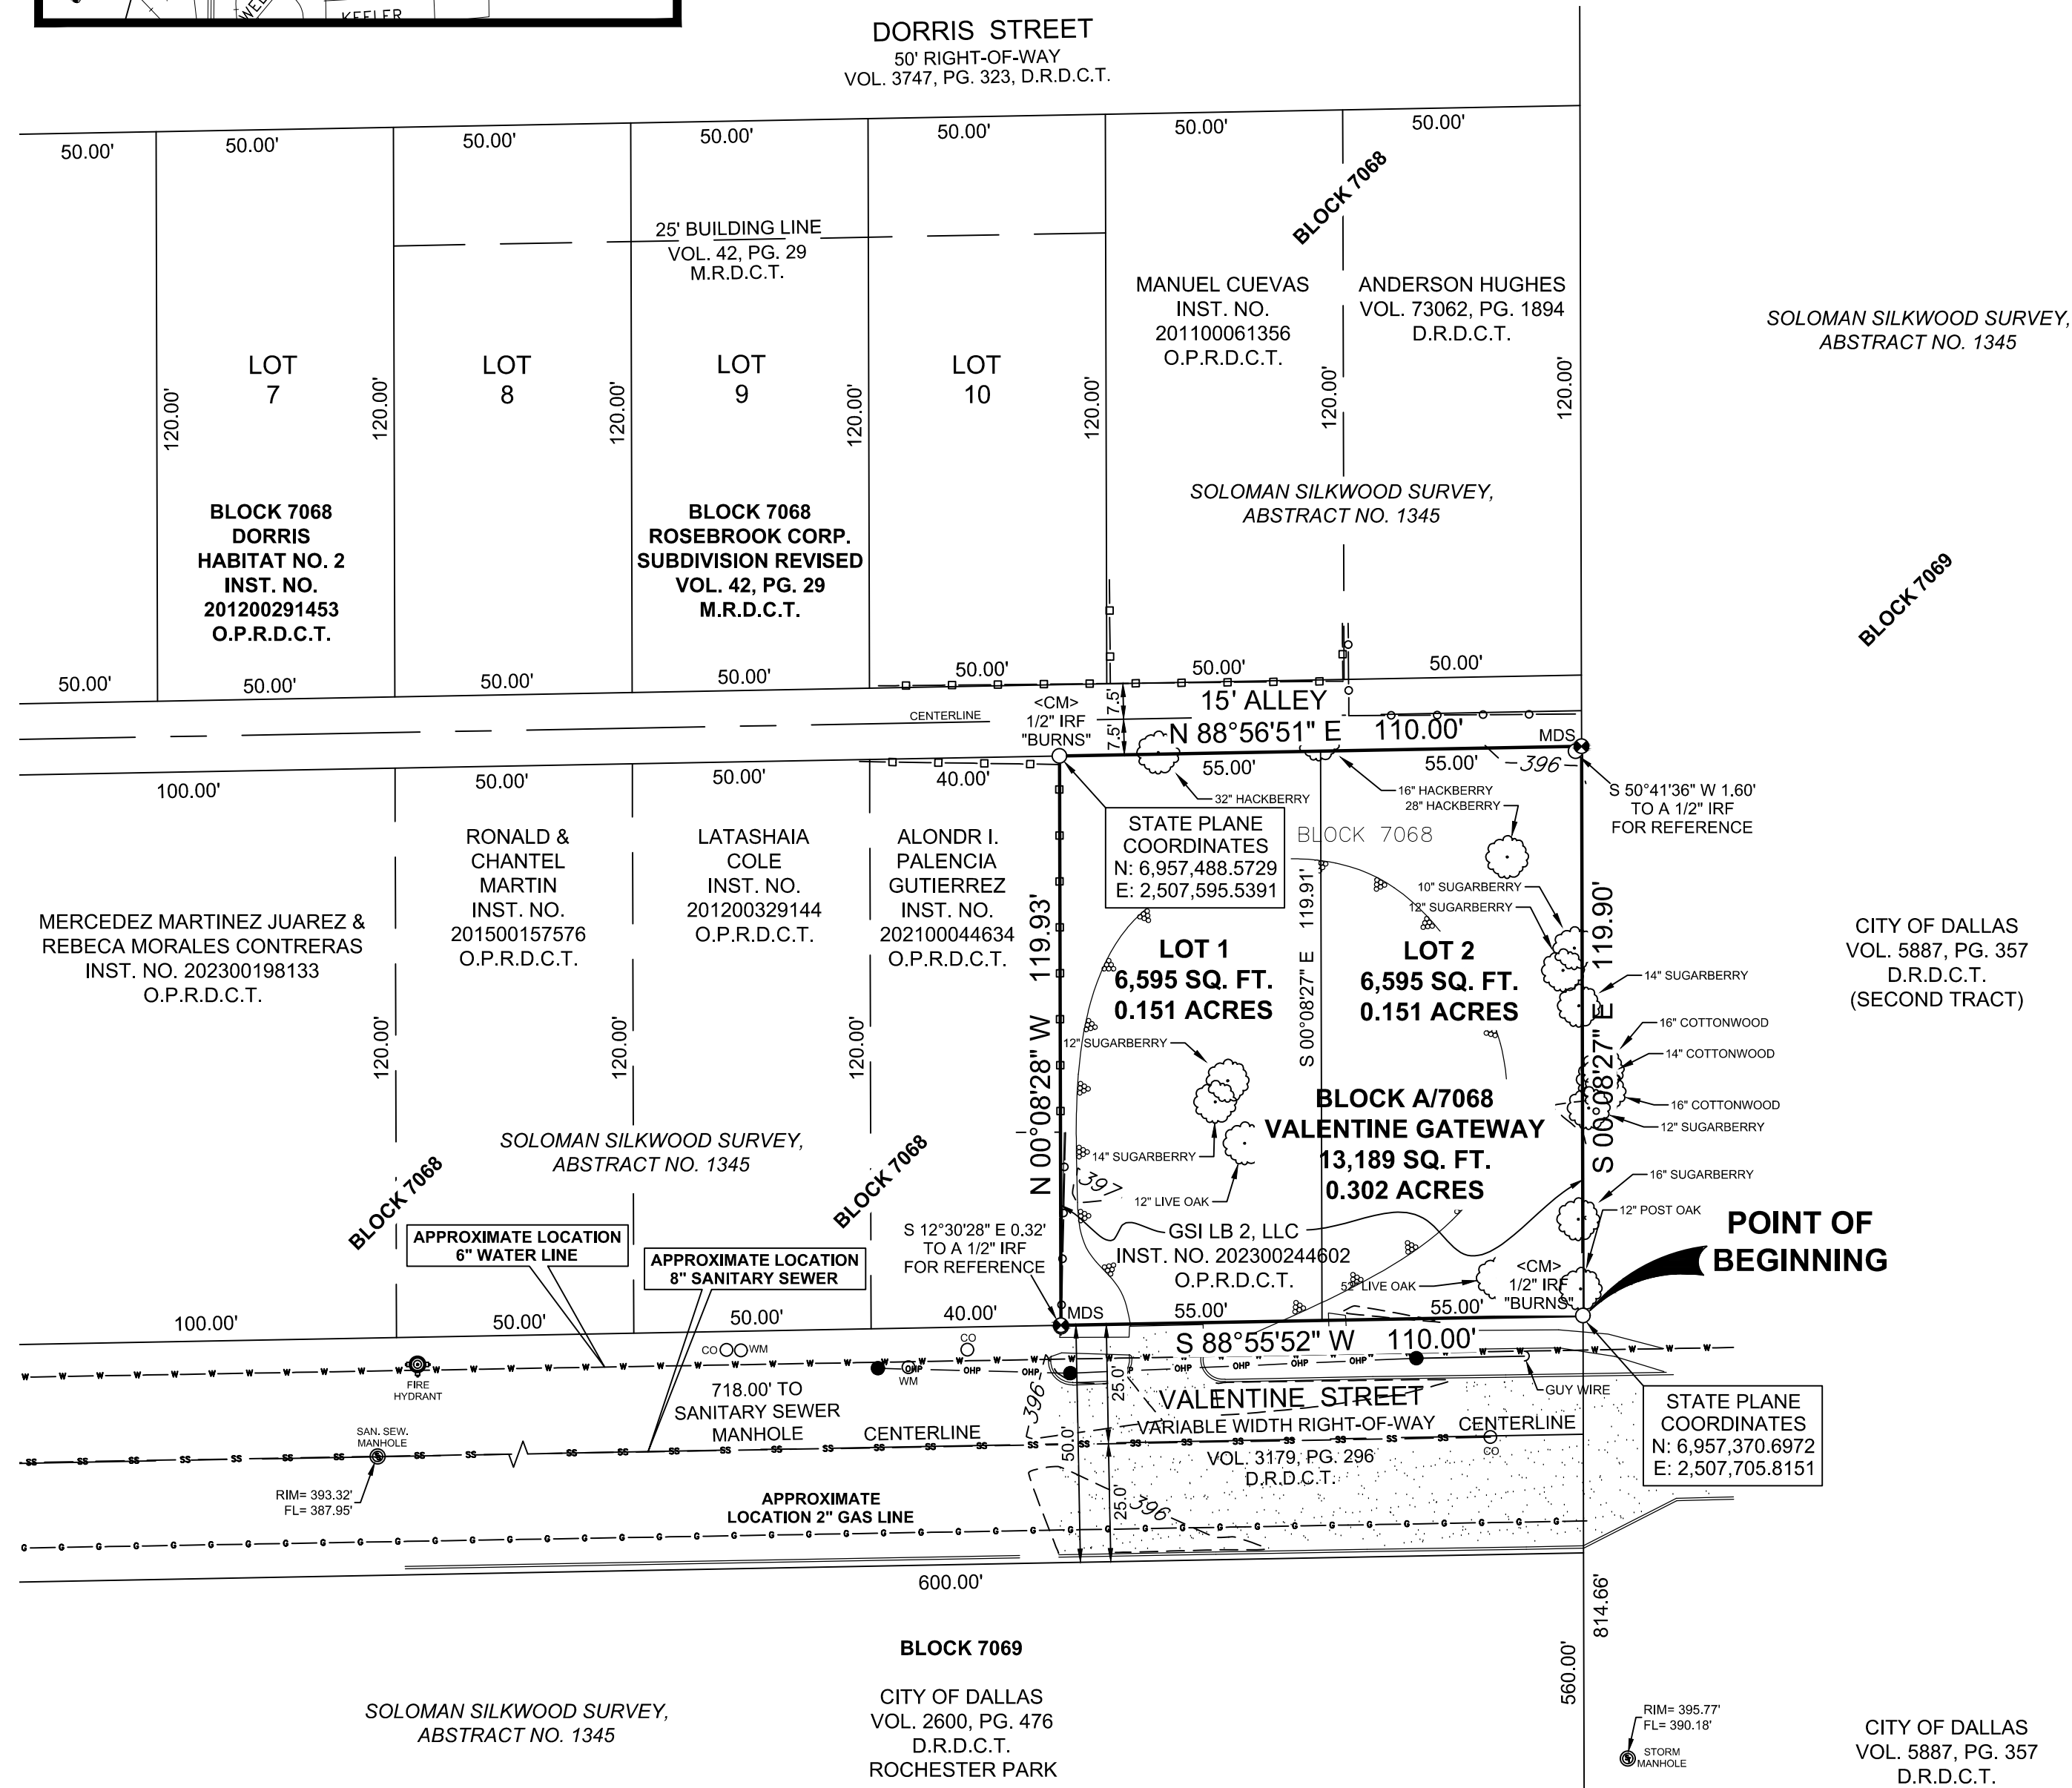 KEELER
DORRIS STREET
50' RIGHT-OF-WAY
VOL. 3747, PG. 323, D.R.D.C.T.
50.00'
50.00'
50.00'
50.00'
50.00'
50.00'
50.00'
BLOCK 7068
25' BUILDING LINE
VOL. 42, PG. 29
M.R.D.C.T.
MANUEL CUEVAS
INST. NO.
201100061356
O.P.R.D.C.T.
ANDERSON HUGHES
VOL. 73062, PG. 1894
D.R.D.C.T.
SOLOMAN SILKWOOD SURVEY,
ABSTRACT NO. 1345
LOT
7
LOT
8
LOT
9
LOT
10
120.00'
120.00'
120.00'
120.00'
120.00'
120.00'
120.00'
SOLOMAN SILKWOOD SURVEY,
ABSTRACT NO. 1345
BLOCK 7068
DORRIS
HABITAT NO. 2
INST. NO.
201200291453
O.P.R.D.C.T.
BLOCK 7068
ROSEBROOK CORP.
SUBDIVISION REVISED
VOL. 42, PG. 29
M.R.D.C.T.
BLOCK 7069
50.00'
50.00'
50.00'
50.00'
50.00'
50.00'
50.00'
CENTERLINE
<CM>
1/2" IRF
"BURNS"
7.5'
7.5'
15' ALLEY
N 88°56'51" E 110.00'
MDS
55.00'
55.00'
396
S 50°41'36" W 1.60'
TO A 1/2" IRF
FOR REFERENCE
32" HACKBERRY
16" HACKBERRY
28" HACKBERRY
100.00'
50.00'
50.00'
40.00'
STATE PLANE
COORDINATES
N: 6,957,488.5729
E: 2,507,595.5391
BLOCK 7068
MERCEDEZ MARTINEZ JUAREZ &
REBECA MORALES CONTRERAS
INST. NO. 202300198133
O.P.R.D.C.T.
RONALD &
CHANTEL
MARTIN
INST. NO.
201500157576
O.P.R.D.C.T.
LATASHAIA
COLE
INST. NO.
201200329144
O.P.R.D.C.T.
ALONDR I.
PALENCIA
GUTIERREZ
INST. NO.
202100044634
O.P.R.D.C.T.
N 00°08'28" W 119.93'
LOT 1
6,595 SQ. FT.
0.151 ACRES
S 00°08'27" E 119.91'
LOT 2
6,595 SQ. FT.
0.151 ACRES
10" SUGARBERRY
12" SUGARBERRY
S 00°08'27" E 119.90'
14" SUGARBERRY
16" COTTONWOOD
14" COTTONWOOD
16" COTTONWOOD
12" SUGARBERRY
16" SUGARBERRY
12" POST OAK
CITY OF DALLAS
VOL. 5887, PG. 357
D.R.D.C.T.
(SECOND TRACT)
120.00'
120.00'
120.00'
12" SUGARBERRY
14" SUGARBERRY
12" LIVE OAK
397
BLOCK A/7068
VALENTINE GATEWAY
13,189 SQ. FT.
0.302 ACRES
SOLOMAN SILKWOOD SURVEY,
ABSTRACT NO. 1345
BLOCK 7068
BLOCK 7068
APPROXIMATE LOCATION
6" WATER LINE
APPROXIMATE LOCATION
8" SANITARY SEWER
S 12°30'28" E 0.32'
TO A 1/2" IRF
FOR REFERENCE
GSI LB 2, LLC
INST. NO. 202300244602
O.P.R.D.C.T.
52" LIVE OAK
<CM>
1/2" IRF
"BURNS"
POINT OF
BEGINNING
100.00'
50.00'
50.00'
40.00'
MDS
55.00'
55.00'
S 88°55'52" W 110.00'
CO
WM
CO
WM
OHP
OHP
OHP
OHP
OHP
OHP
OHP
FIRE
HYDRANT
GUY WIRE
718.00' TO
SANITARY SEWER
MANHOLE
CENTERLINE
396
25.0'
50.0'
25.0'
VALENTINE STREET
VARIABLE WIDTH RIGHT-OF-WAY
CENTERLINE
VOL. 3179, PG. 296
D.R.D.C.T.
CO
STATE PLANE
COORDINATES
N: 6,957,370.6972
E: 2,507,705.8151
SAN. SEW.
MANHOLE
RIM= 393.32'
FL= 387.95'
APPROXIMATE
LOCATION 2" GAS LINE
396
600.00'
814.66'
560.00'
BLOCK 7069
CITY OF DALLAS
VOL. 2600, PG. 476
D.R.D.C.T.
ROCHESTER PARK
SOLOMAN SILKWOOD SURVEY,
ABSTRACT NO. 1345
RIM= 395.77'
FL= 390.18'
STORM
MANHOLE
CITY OF DALLAS
VOL. 5887, PG. 357
D.R.D.C.T.